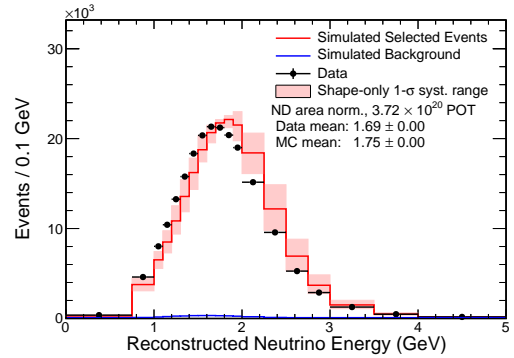 ×10³
30
20
10
0
Events / 0.1 GeV
Simulated Selected Events
Simulated Background
Data
Shape-only 1-σ syst. range
ND area norm., 3.72 × 10²⁰ POT
Data mean: 1.69 ± 0.00
MC mean: 1.75 ± 0.00
0 1 2 3 4 5
Reconstructed Neutrino Energy (GeV)